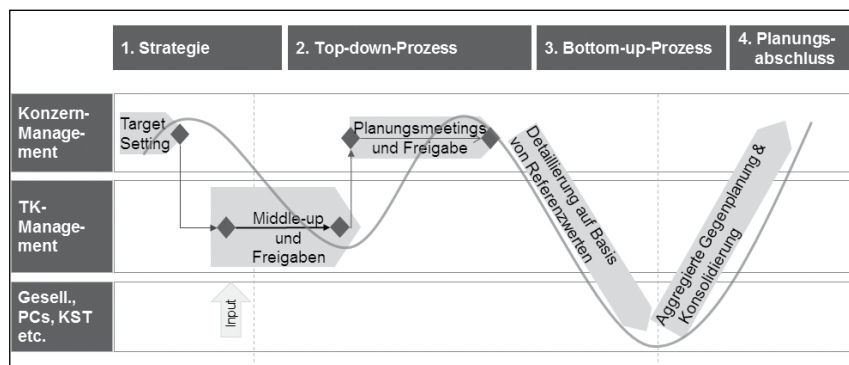 1. Strategie
2. Top-down-Prozess
3. Bottom-up-Prozess
4. Planungs-
abschluss
Konzern-
Manage-
ment
Target
Setting
Planungsmeetings
und Freigabe
Detaillierung auf Basis
von Referenzwerten
Aggregierte Gegenplanung &
Konsolidierung
TK-
Manage-
ment
Middle-up
und
Freigaben
Gesell.,
PCs, KST
etc.
Input